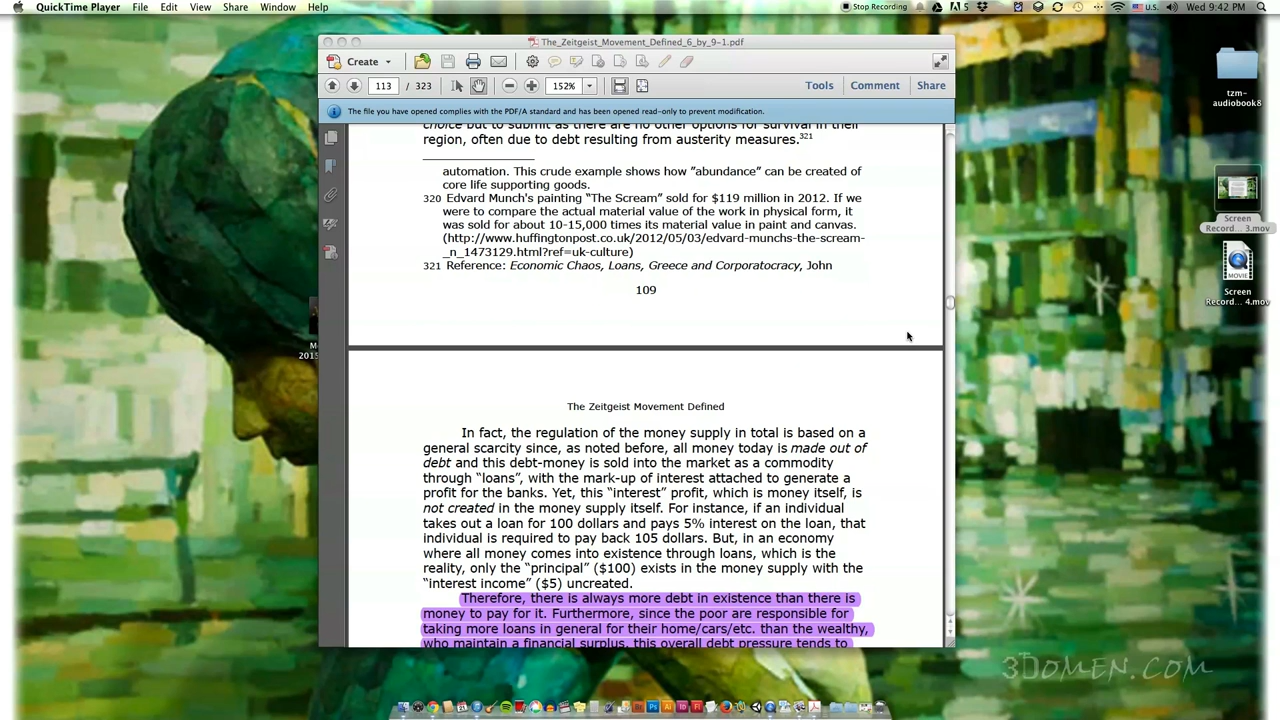 QuickTime Player File Edit View Share Window Help
Stop Recording 5 U.S. Wed 9:42 PM
The_Zeitgeist_Movement_Defined_6_by_9-1.pdf
Create
113 / 323 152% Tools Comment Share
The file you have opened complies with the PDF/A standard and has been opened read-only to prevent modification.
choice but to submit as there are no other options for survival in their
region, often due to debt resulting from austerity measures.321
automation. This crude example shows how ”abundance” can be created of
core life supporting goods.
320 Edvard Munch's painting “The Scream” sold for $119 million in 2012. If we
were to compare the actual material value of the work in physical form, it
was sold for about 10-15,000 times its material value in paint and canvas.
(http://www.huffingtonpost.co.uk/2012/05/03/edvard-munchs-the-scream-
_n_1473129.html?ref=uk-culture)
321 Reference: Economic Chaos, Loans, Greece and Corporatocracy, John
109
The Zeitgeist Movement Defined
In fact, the regulation of the money supply in total is based on a
general scarcity since, as noted before, all money today is made out of
debt and this debt-money is sold into the market as a commodity
through “loans”, with the mark-up of interest attached to generate a
profit for the banks. Yet, this “interest” profit, which is money itself, is
not created in the money supply itself. For instance, if an individual
takes out a loan for 100 dollars and pays 5% interest on the loan, that
individual is required to pay back 105 dollars. But, in an economy
where all money comes into existence through loans, which is the
reality, only the “principal” ($100) exists in the money supply with the
“interest income” ($5) uncreated.
Therefore, there is always more debt in existence than there is
money to pay for it. Furthermore, since the poor are responsible for
taking more loans in general for their home/cars/etc. than the wealthy,
who maintain a financial surplus, this overall debt pressure tends to
tzm-
audiobook8
Screen
Record... 3.mov
MOVIE
Screen
Record... 4.mov
2015
3DOMEN.COM